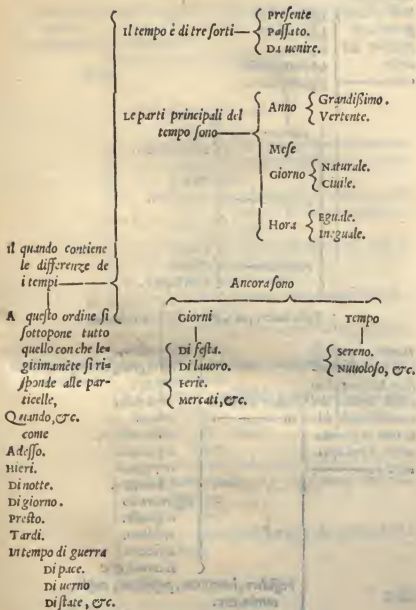 Il tempo è di tre sorti
Presente
Passato.
Da uenire.
Le parti principali del
tempo sono
Anno
Grandißimo.
Vertente.
Mese
Giorno
Naturale.
Ciuile.
Hora
Eguale.
Ineguale.
Il quando contiene
le differenze de
i tempi
A questo ordine si
sottopone tutto
quello con che le=
gitimamẽte si ri=
sponde alle par-
ticelle,
Quando, &c.
come
Adesso.
Hieri.
Di notte.
Di giorno.
Presto.
Tardi.
In tempo di guerra
Di pace.
Di uerno
Di state, &c.
Ancora sono
Giorni
Di festa.
Di lauoro.
Ferie.
Mercati, &c.
Tempo
Sereno.
Nuuoloso, &c.